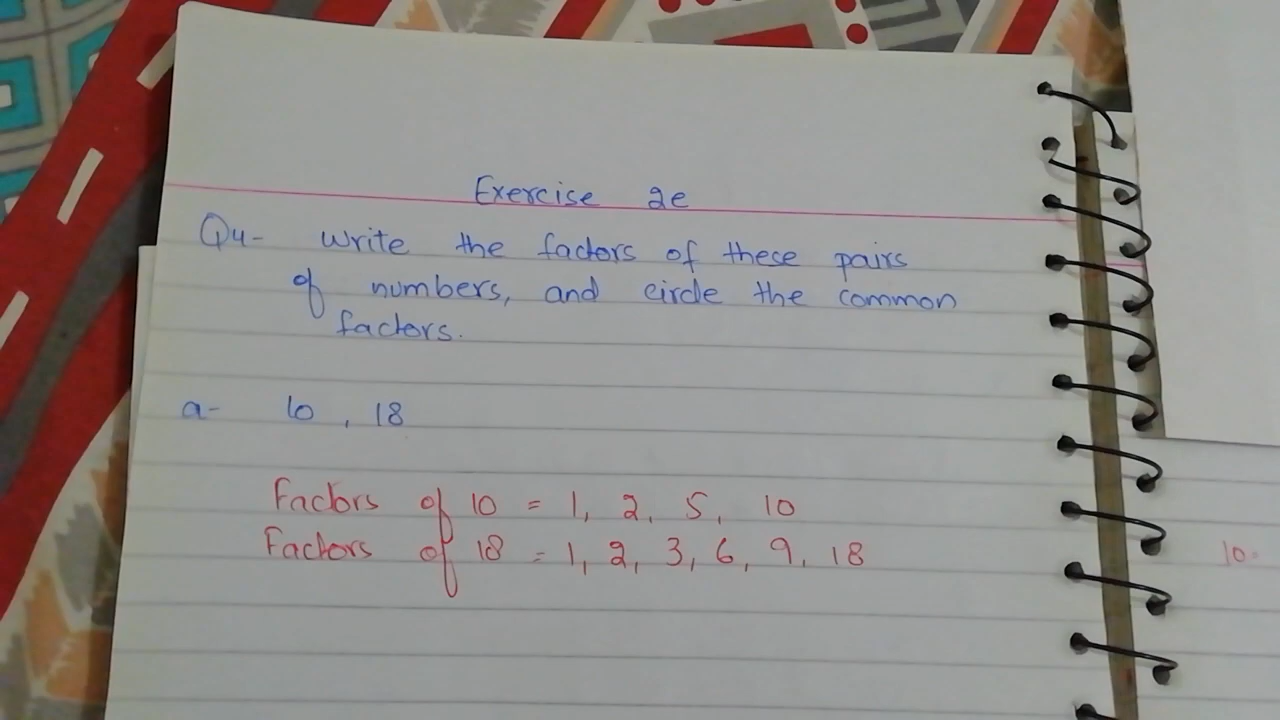 Exercise 2e
Q4- Write the factors of these pairs
of numbers, and circle the common
factors.
a- 10, 18
Factors of 10 = 1, 2, 5, 10
Factors of 18 = 1, 2, 3, 6, 9, 18
10=